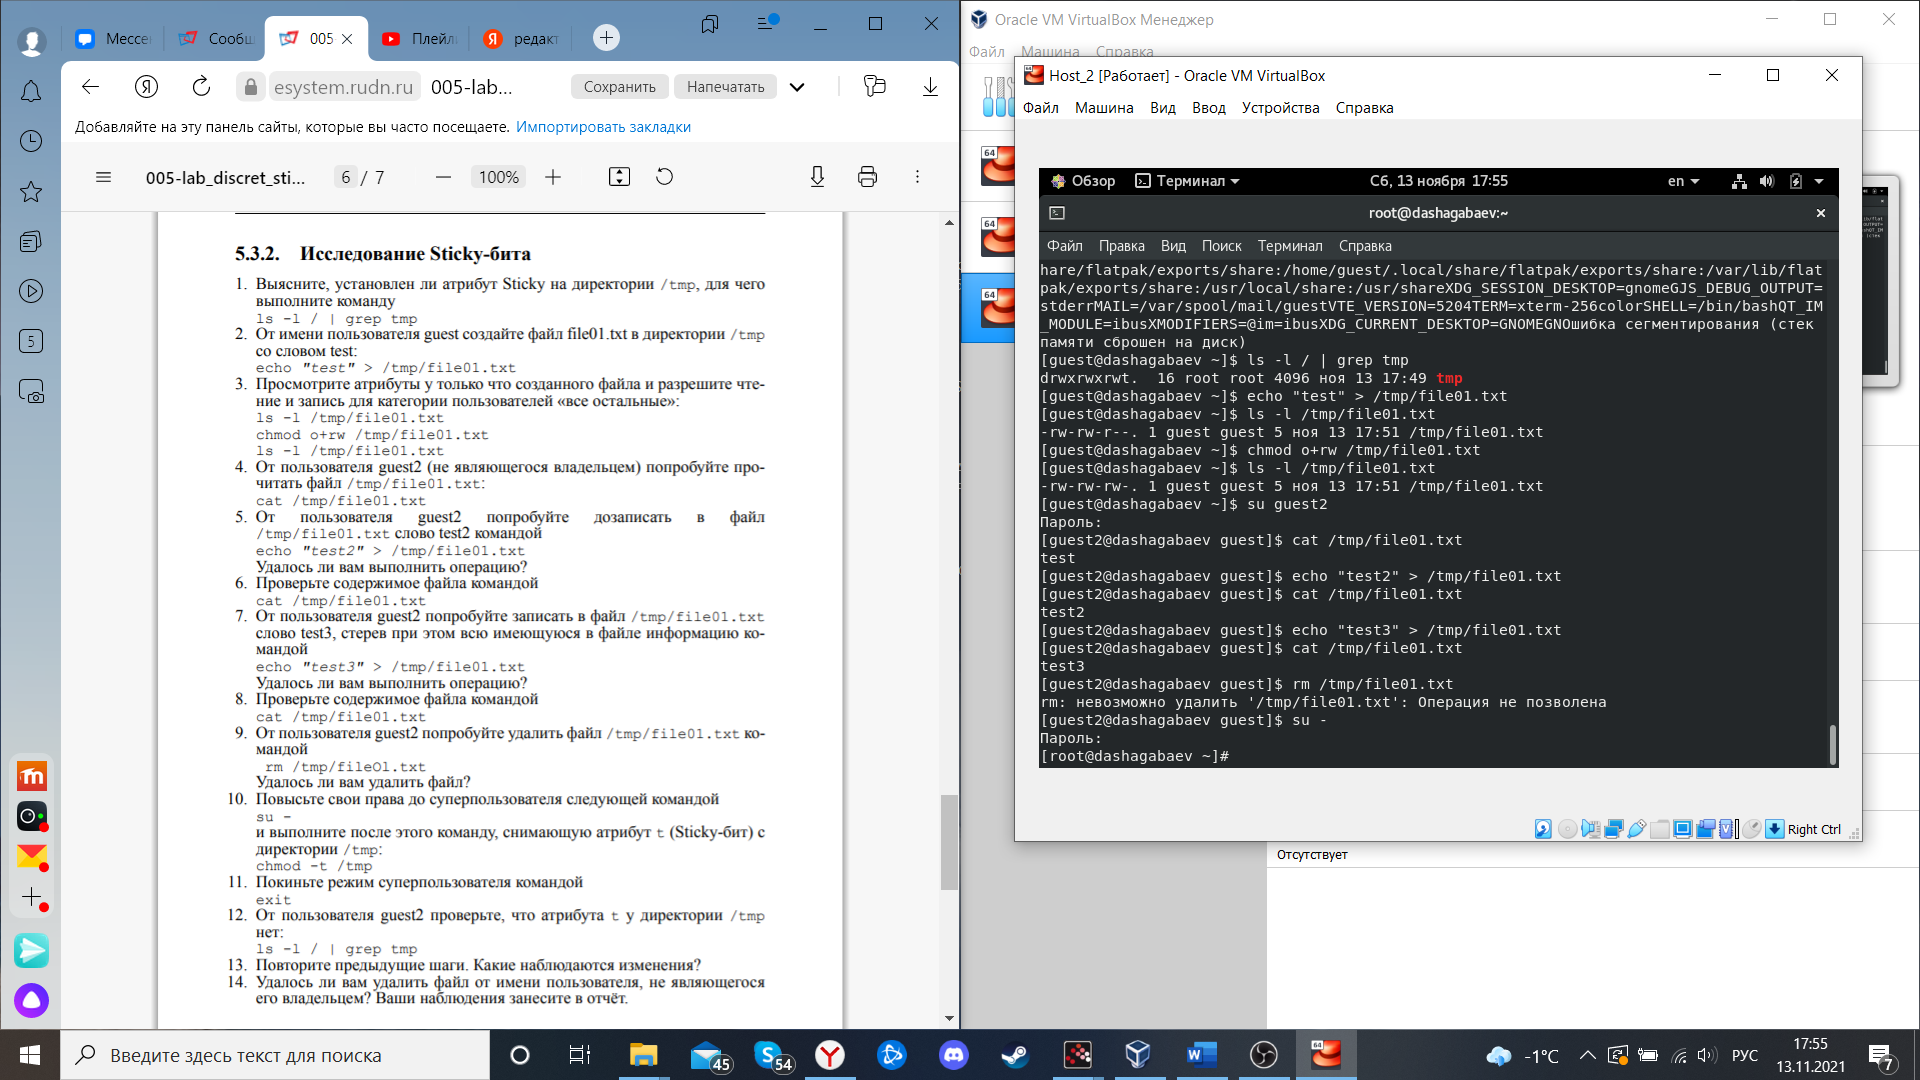 Мессе
Сообщ
005
Плейл
редакт
esystem.rudn.ru
005-lab...
Сохранить
Напечатать
Добавляйте на эту панель сайты, которые вы часто посещаете. Импортировать закладки
005-lab_discret_sti...
6 / 7
100%
5
5.3.2. Исследование Sticky-бита
1. Выясните, установлен ли атрибут Sticky на директории /tmp, для чего
выполните команду
ls -l / | grep tmp
2. От имени пользователя guest создайте файл file01.txt в директории /tmp
со словом test:
echo "test" > /tmp/file01.txt
3. Просмотрите атрибуты у только что созданного файла и разрешите чте-
ние и запись для категории пользователей «все остальные»:
ls -l /tmp/file01.txt
chmod o+rw /tmp/file01.txt
ls -l /tmp/file01.txt
4. От пользователя guest2 (не являющегося владельцем) попробуйте про-
читать файл /tmp/file01.txt:
cat /tmp/file01.txt
5. От пользователя guest2 попробуйте дозаписать в файл
/tmp/file01.txt слово test2 командой
echo "test2" > /tmp/file01.txt
Удалось ли вам выполнить операцию?
6. Проверьте содержимое файла командой
cat /tmp/file01.txt
7. От пользователя guest2 попробуйте записать в файл /tmp/file01.txt
слово test3, стерев при этом всю имеющуюся в файле информацию ко-
мандой
echo "test3" > /tmp/file01.txt
Удалось ли вам выполнить операцию?
8. Проверьте содержимое файла командой
cat /tmp/file01.txt
9. От пользователя guest2 попробуйте удалить файл /tmp/file01.txt ко-
мандой
rm /tmp/fileOl.txt
Удалось ли вам удалить файл?
10. Повысьте свои права до суперпользователя следующей командой
su -
и выполните после этого команду, снимающую атрибут t (Sticky-бит) с
директории /tmp:
chmod -t /tmp
11. Покиньте режим суперпользователя командой
exit
12. От пользователя guest2 проверьте, что атрибута t у директории /tmp
нет:
ls -l / | grep tmp
13. Повторите предыдущие шаги. Какие наблюдаются изменения?
14. Удалось ли вам удалить файл от имени пользователя, не являющегося
его владельцем? Ваши наблюдения занесите в отчёт.
Oracle VM VirtualBox Менеджер
Файл Машина Справка
64
64
Host_2 [Работает] - Oracle VM VirtualBox
Файл Машина Вид Ввод Устройства Справка
Обзор Терминал Сб, 13 ноября 17:55 en
root@dashagabaev:~
Файл Правка Вид Поиск Терминал Справка
hare/flatpak/exports/share:/home/guest/.local/share/flatpak/exports/share:/var/lib/flat
pak/exports/share:/usr/local/share:/usr/shareXDG_SESSION_DESKTOP=gnomeGJS_DEBUG_OUTPUT=
stderrMAIL=/var/spool/mail/guestVTE_VERSION=5204TERM=xterm-256colorSHELL=/bin/bashQT_IM
_MODULE=ibusXMODIFIERS=@im=ibusXDG_CURRENT_DESKTOP=GNOMEGNОшибка сегментирования (стек
памяти сброшен на диск)
[guest@dashagabaev ~]$ ls -l / | grep tmp
drwxrwxrwt. 16 root root 4096 ноя 13 17:49 tmp
[guest@dashagabaev ~]$ echo "test" > /tmp/file01.txt
[guest@dashagabaev ~]$ ls -l /tmp/file01.txt
-rw-rw-r--. 1 guest guest 5 ноя 13 17:51 /tmp/file01.txt
[guest@dashagabaev ~]$ chmod o+rw /tmp/file01.txt
[guest@dashagabaev ~]$ ls -l /tmp/file01.txt
-rw-rw-rw-. 1 guest guest 5 ноя 13 17:51 /tmp/file01.txt
[guest@dashagabaev ~]$ su guest2
Пароль:
[guest2@dashagabaev guest]$ cat /tmp/file01.txt
test
[guest2@dashagabaev guest]$ echo "test2" > /tmp/file01.txt
[guest2@dashagabaev guest]$ cat /tmp/file01.txt
test2
[guest2@dashagabaev guest]$ echo "test3" > /tmp/file01.txt
[guest2@dashagabaev guest]$ cat /tmp/file01.txt
test3
[guest2@dashagabaev guest]$ rm /tmp/file01.txt
rm: невозможно удалить '/tmp/file01.txt': Операция не позволена
[guest2@dashagabaev guest]$ su -
Пароль:
[root@dashagabaev ~]#
Right Ctrl
Отсутствует
Введите здесь текст для поиска
45
54
-1°C
РУС
17:55
13.11.2021
7